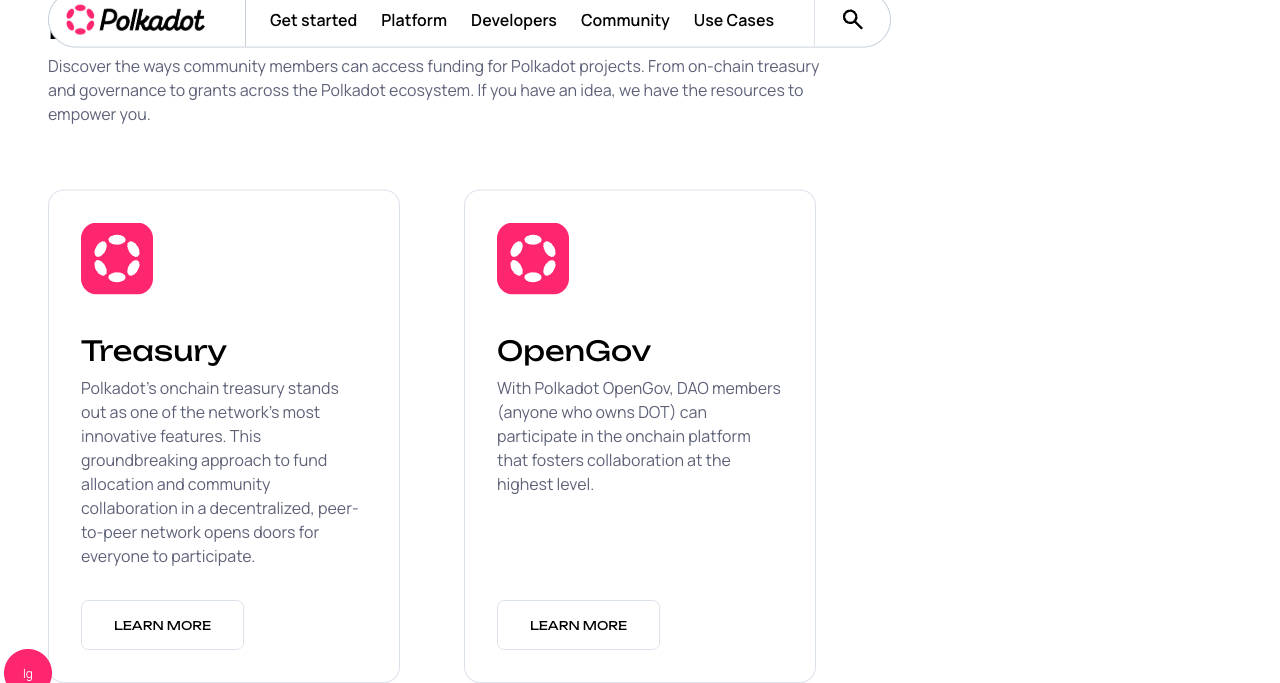 Polkadot
Get started
Platform
Developers
Community
Use Cases
Discover the ways community members can access funding for Polkadot projects. From on-chain treasury
and governance to grants across the Polkadot ecosystem. If you have an idea, we have the resources to
empower you.
Treasury
Polkadot’s onchain treasury stands
out as one of the network’s most
innovative features. This
groundbreaking approach to fund
allocation and community
collaboration in a decentralized, peer-
to-peer network opens doors for
everyone to participate.
LEARN MORE
OpenGov
With Polkadot OpenGov, DAO members
(anyone who owns DOT) can
participate in the onchain platform
that fosters collaboration at the
highest level.
LEARN MORE
lg